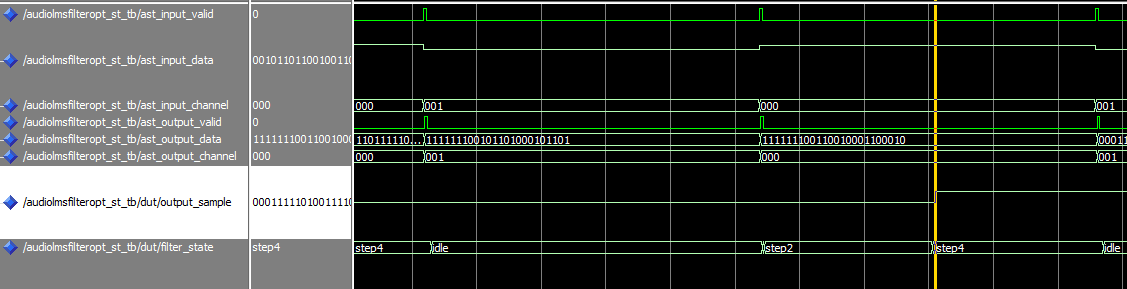 /audiolmsfilteropt_st_tb/ast_input_valid 0
/audiolmsfilteropt_st_tb/ast_input_data 0010110110010011
/audiolmsfilteropt_st_tb/ast_input_channel 000 000 001 000 001
/audiolmsfilteropt_st_tb/ast_output_valid 0
/audiolmsfilteropt_st_tb/ast_output_data 1111111001100100 110111110... 111111100101101000101101 111111100110010001100010 00011
/audiolmsfilteropt_st_tb/ast_output_channel 000 000 001 000 001
/audiolmsfilteropt_st_tb/dut/output_sample 0001111101001111
/audiolmsfilteropt_st_tb/dut/filter_state step4 step4 idle step2 step4 idle